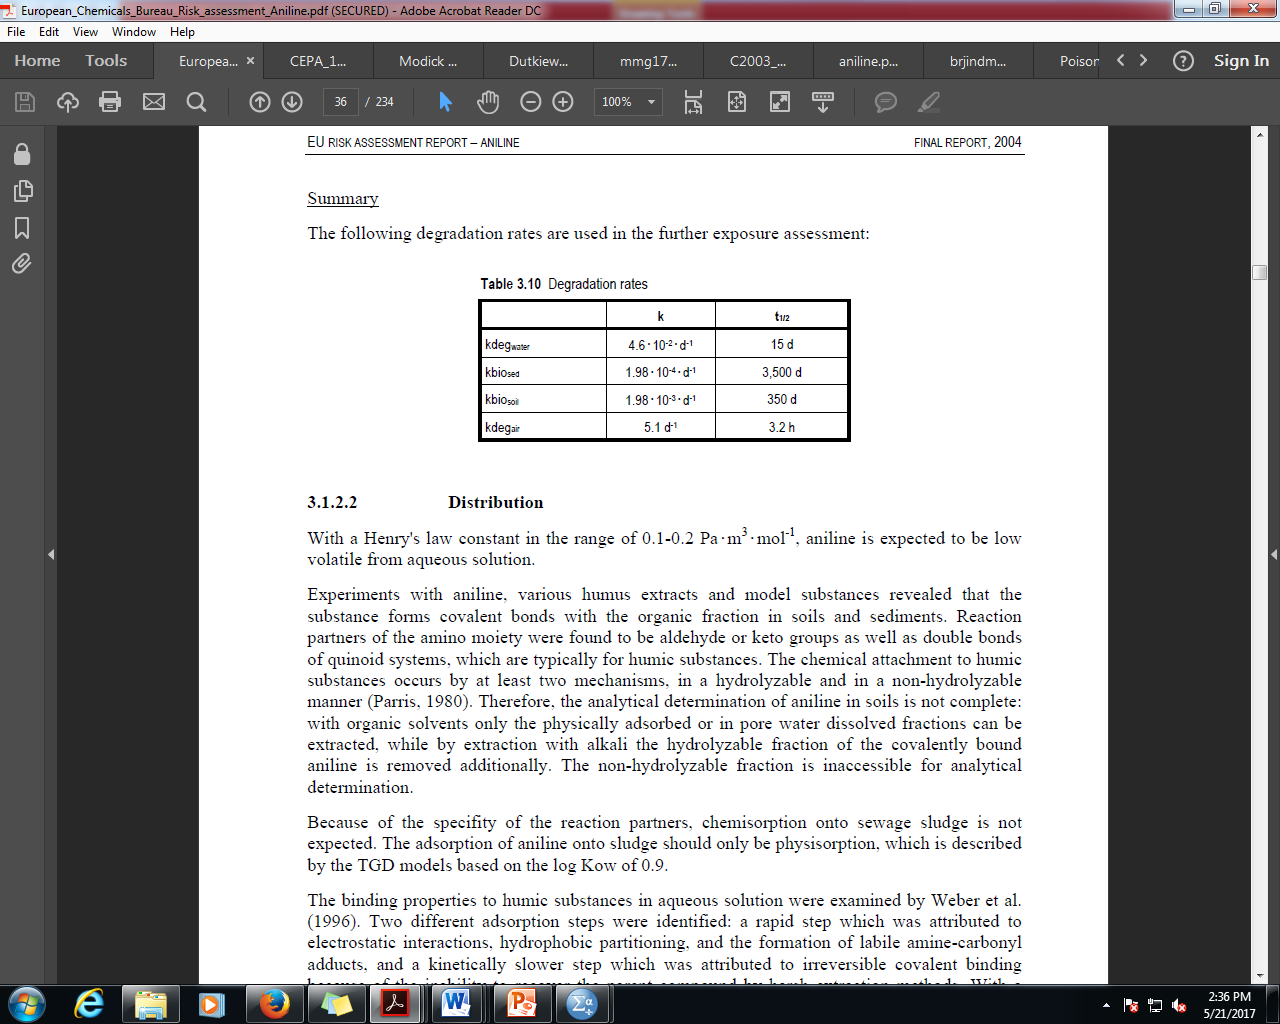 European_Chemicals_Bureau_Risk_assessment_Aniline.pdf (SECURED) - Adobe Acrobat Reader DC
File Edit View Window Help
Home Tools Europea... × CEPA_1... Modick ... Dutkiew... mmg17... C2003_... aniline.p... brjindm... Poison Sign In
36 / 234 100%
EU RISK ASSESSMENT REPORT – ANILINE FINAL REPORT, 2004
Summary
The following degradation rates are used in the further exposure assessment:
Table 3.10 Degradation rates
k t1/2
kdegwater 4.6 · 10-2 · d-1 15 d
kbiosed 1.98 · 10-4 · d-1 3,500 d
kbiosoil 1.98 · 10-3 · d-1 350 d
kdegair 5.1 d-1 3.2 h
3.1.2.2 Distribution
With a Henry's law constant in the range of 0.1-0.2 Pa · m3 · mol-1, aniline is expected to be low
volatile from aqueous solution.
Experiments with aniline, various humus extracts and model substances revealed that the
substance forms covalent bonds with the organic fraction in soils and sediments. Reaction
partners of the amino moiety were found to be aldehyde or keto groups as well as double bonds
of quinoid systems, which are typically for humic substances. The chemical attachment to humic
substances occurs by at least two mechanisms, in a hydrolyzable and in a non-hydrolyzable
manner (Parris, 1980). Therefore, the analytical determination of aniline in soils is not complete:
with organic solvents only the physically adsorbed or in pore water dissolved fractions can be
extracted, while by extraction with alkali the hydrolyzable fraction of the covalently bound
aniline is removed additionally. The non-hydrolyzable fraction is inaccessible for analytical
determination.
Because of the specifity of the reaction partners, chemisorption onto sewage sludge is not
expected. The adsorption of aniline onto sludge should only be physisorption, which is described
by the TGD models based on the log Kow of 0.9.
The binding properties to humic substances in aqueous solution were examined by Weber et al.
(1996). Two different adsorption steps were identified: a rapid step which was attributed to
electrostatic interactions, hydrophobic partitioning, and the formation of labile amine-carbonyl
adducts, and a kinetically slower step which was attributed to irreversible covalent binding
2:36 PM
5/21/2017